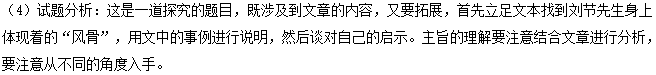 （4）试题分析：这是一道探究的题目，既涉及到文章的内容，又要拓展，首先立足文本找到刘节先生身上
体现着的“风骨”，用文中的事例进行说明，然后谈对自己的启示。主旨的理解要注意结合文章进行分析，
要注意从不同的角度入手。